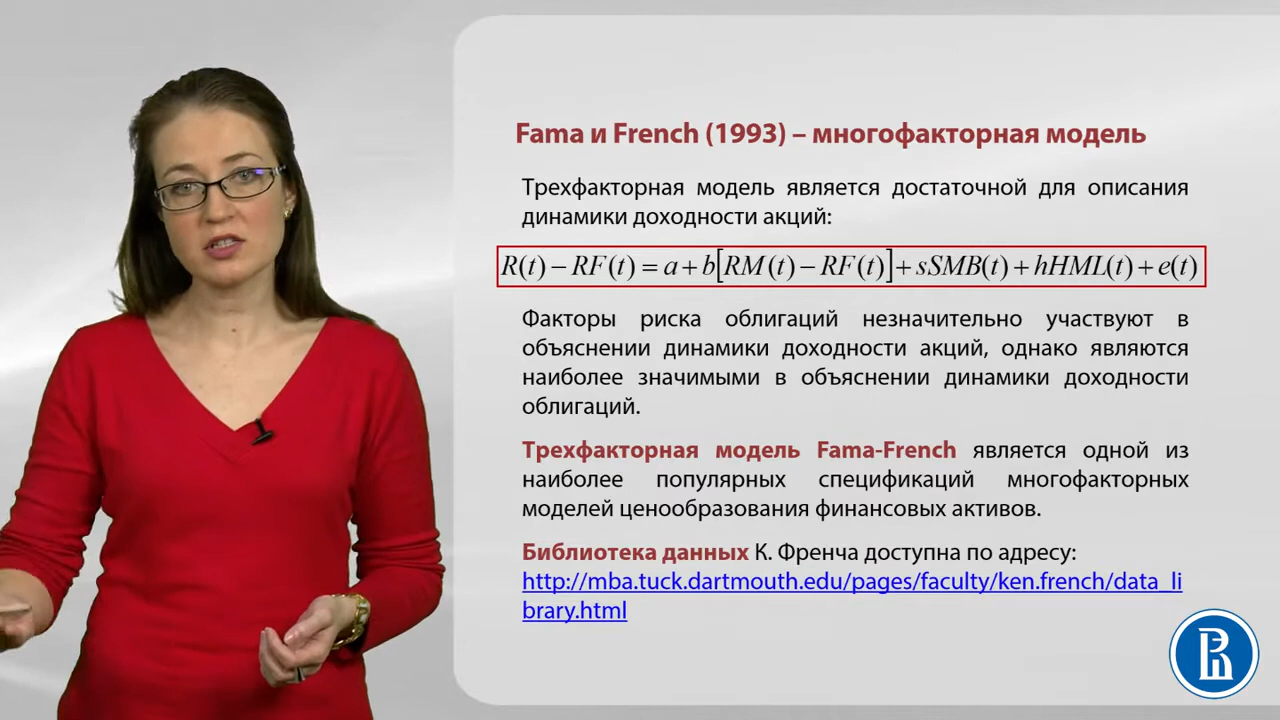 Fama и French (1993) – многофакторная модель
Трехфакторная модель является достаточной для описания
динамики доходности акций:
R(t) − RF(t) = a + b[RM(t) − RF(t)] + sSMB(t) + hHML(t) + e(t)
Факторы риска облигаций незначительно участвуют в
объяснении динамики доходности акций, однако являются
наиболее значимыми в объяснении динамики доходности
облигаций.
Трехфакторная модель Fama-French является одной из
наиболее популярных спецификаций многофакторных
моделей ценообразования финансовых активов.
Библиотека данных К. Френча доступна по адресу:
http://mba.tuck.dartmouth.edu/pages/faculty/ken.french/data_li
brary.html